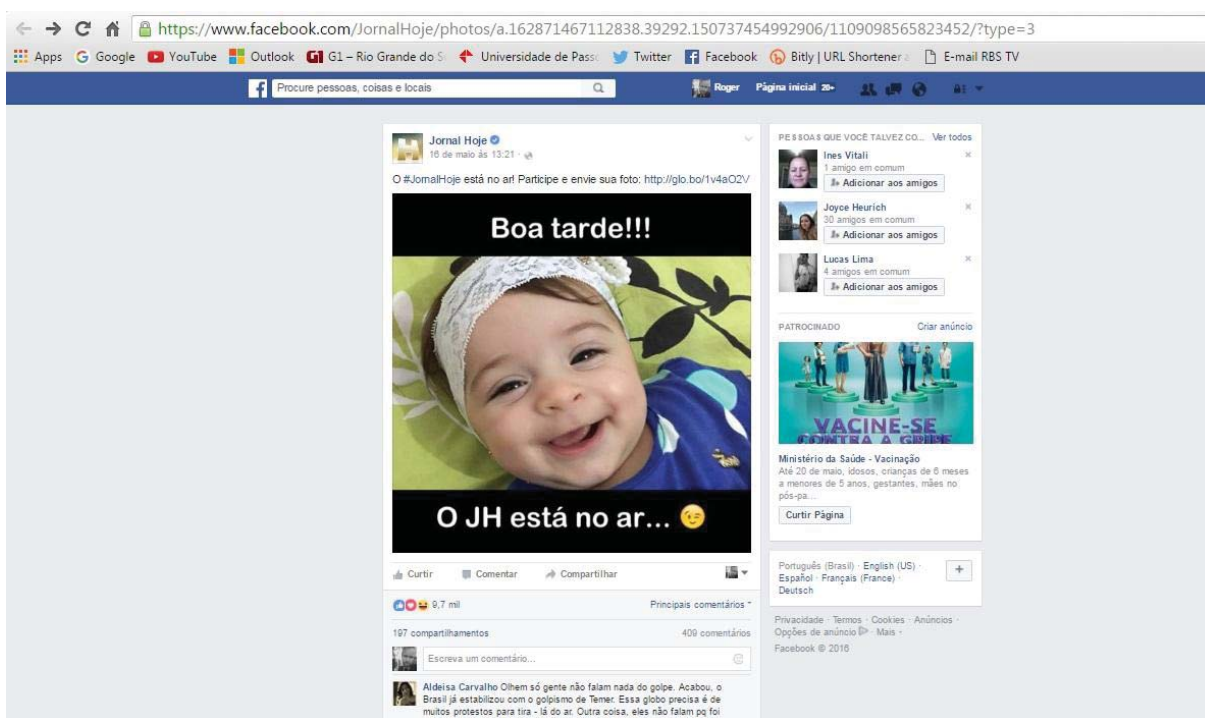 https://www.facebook.com/JornalHoje/photos/a.162871467112838.39292.150737454992906/1109098565823452/?type=3
Apps Google YouTube Outlook G1 – Rio Grande do S Universidade de Pass Twitter Facebook Bitly | URL Shortener E-mail RBS TV
Procure pessoas, coisas e locais
Roger Página inicial 20+
Jornal Hoje
16 de maio às 13:21
O #JornalHoje está no ar! Participe e envie sua foto: http://glo.bo/1v4aO2V
Boa tarde!!!
O JH está no ar...
Curtir Comentar Compartilhar
9,7 mil
Principais comentários
197 compartilhamentos
409 comentários
Escreva um comentário...
Aldeisa Carvalho Olhem só gente não falam nada do golpe. Acabou, o
Brasil já estabilizou com o golpismo de Temer. Essa globo precisa é de
muitos protestos para tira - lá do ar. Outra coisa, eles não falam pq foi
PESSOAS QUE VOCÊ TALVEZ CO... Ver todos
Ines Vitali
1 amigo em comum
Adicionar aos amigos
Joyce Heurich
30 amigos em comum
Adicionar aos amigos
Lucas Lima
4 amigos em comum
Adicionar aos amigos
PATROCINADO Criar anúncio
VACINE-SE
CONTRA A GRIPE
Ministério da Saúde - Vacinação
Até 20 de maio, idosos, crianças de 6 meses
a menores de 5 anos, gestantes, mães no
pós-pa...
Curtir Página
Português (Brasil) · English (US) ·
Español · Français (France) ·
Deutsch
Privacidade · Termos · Cookies · Anúncios ·
Opções de anúncio · Mais
Facebook © 2016